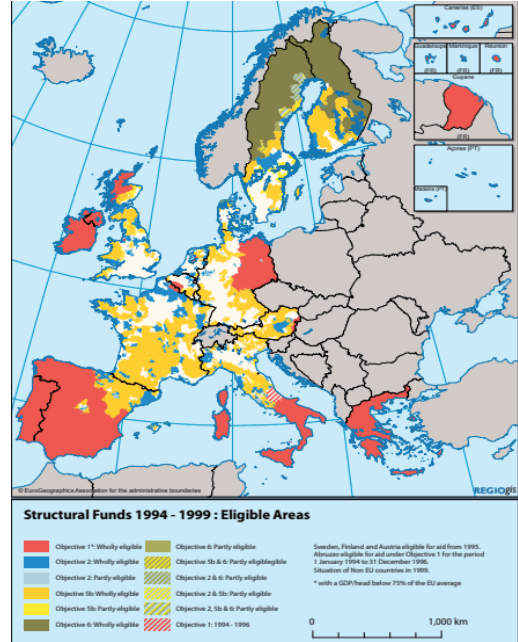 Canarias (ES)
Guadeloupe Martinique Réunion
(FR) (FR) (FR)
Guyane
(FR)
Açores (PT)
Madeira (PT)
© EuroGeographics Association for the administrative boundaries
REGIOgis
Structural Funds 1994 - 1999 : Eligible Areas
Objective 1*: Wholly eligible
Objective 2: Wholly eligible
Objective 2: Partly eligible
Objective 5b: Wholly eligible
Objective 5b: Partly eligible
Objective 6: Wholly eligible
Objective 6: Partly eligible
Objective 5b & 6: Partly eligiblegible
Objective 2 & 6: Partly eligible
Objective 2 & 5b: Partly eligible
Objective 2, 5b & 6: Partly eligible
Objective 1: 1994 - 1996
Sweden, Finland and Austria eligible for aid from 1995.
Abruzzo eligible for aid under Objective 1 for the period
1 January 1994 to 31 December 1996.
Situation of Non EU countries in 1999.
* with a GDP/head below 75% of the EU average
0 1,000 km